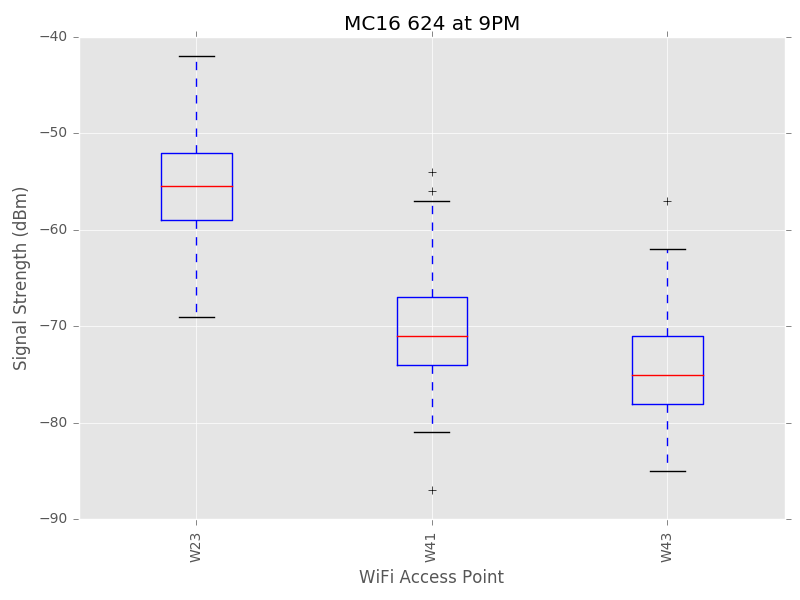 MC16 624 at 9PM
−40
−50
−60
−70
−80
−90
Signal Strength (dBm)
W23
W41
W43
WiFi Access Point